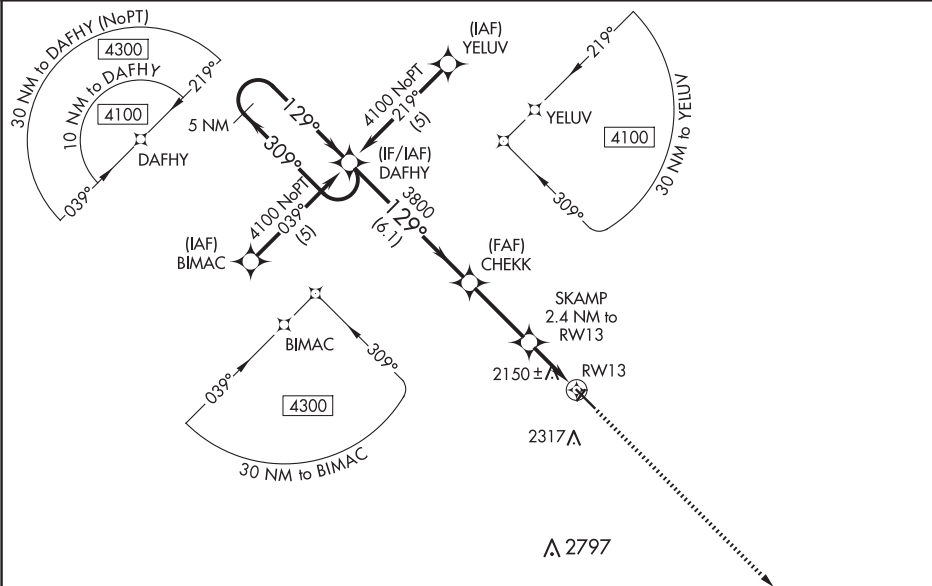 30 NM to DAFHY (NoPT)
4300
10 NM to DAFHY
4100
219°
DAFHY
039°
(IAF)
YELUV
4100 NoPT
219°
(5)
5 NM
129°
309°
(IF/IAF)
DAFHY
4100 NoPT
039°
(5)
(IAF)
BIMAC
3800
129°
(6.1)
219°
YELUV
4100
30 NM to YELUV
309°
(FAF)
CHEKK
SKAMP
2.4 NM to
RW13
2150 ±
RW13
2317
BIMAC
039°
309°
4300
30 NM to BIMAC
2797